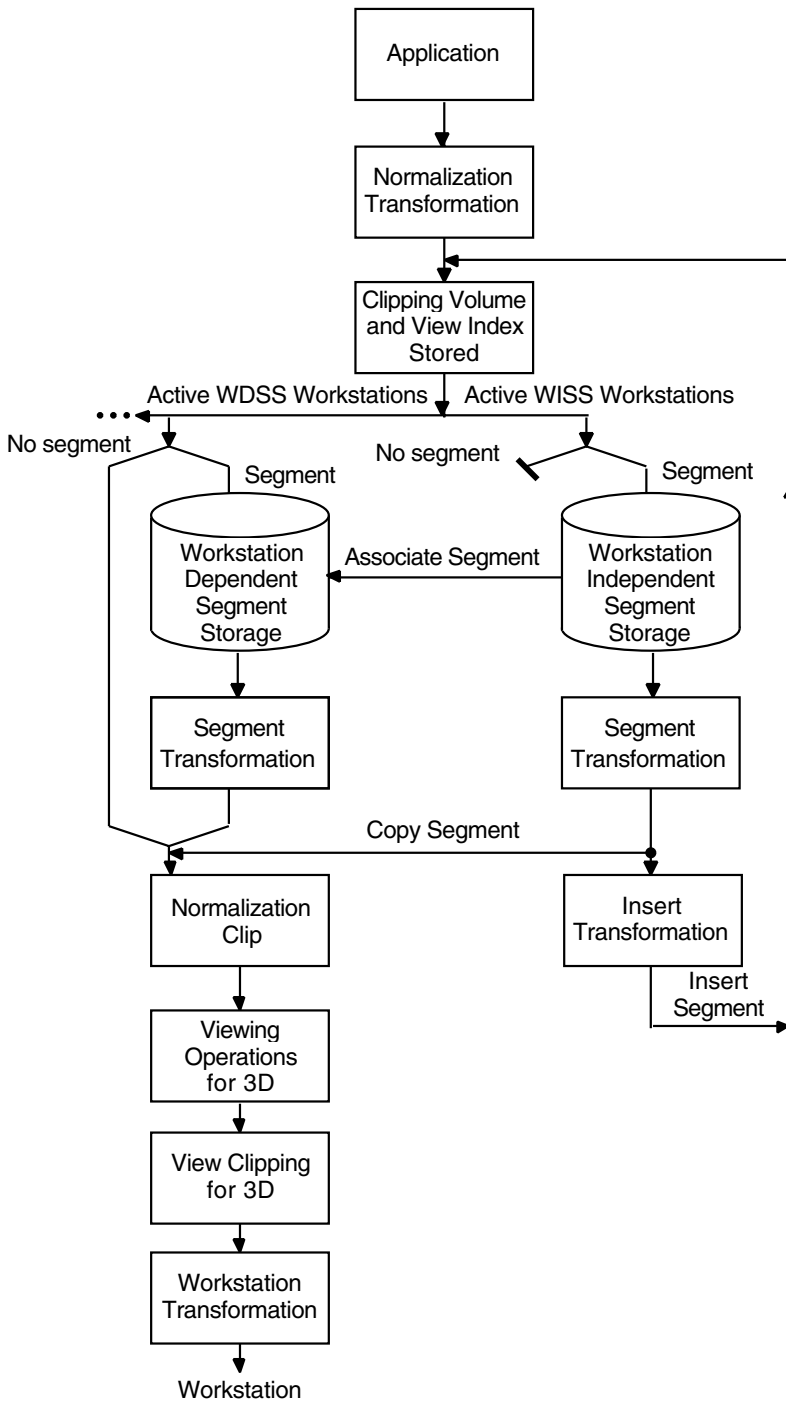 Application
Normalization
Transformation
Clipping Volume
and View Index
Stored
Active WDSS Workstations
Active WISS Workstations
No segment
Segment
No segment
Segment
Workstation
Dependent
Segment
Storage
Associate Segment
Workstation
Independent
Segment
Storage
Segment
Transformation
Segment
Transformation
Copy Segment
Normalization
Clip
Insert
Transformation
Insert
Segment
Viewing
Operations
for 3D
View Clipping
for 3D
Workstation
Transformation
Workstation